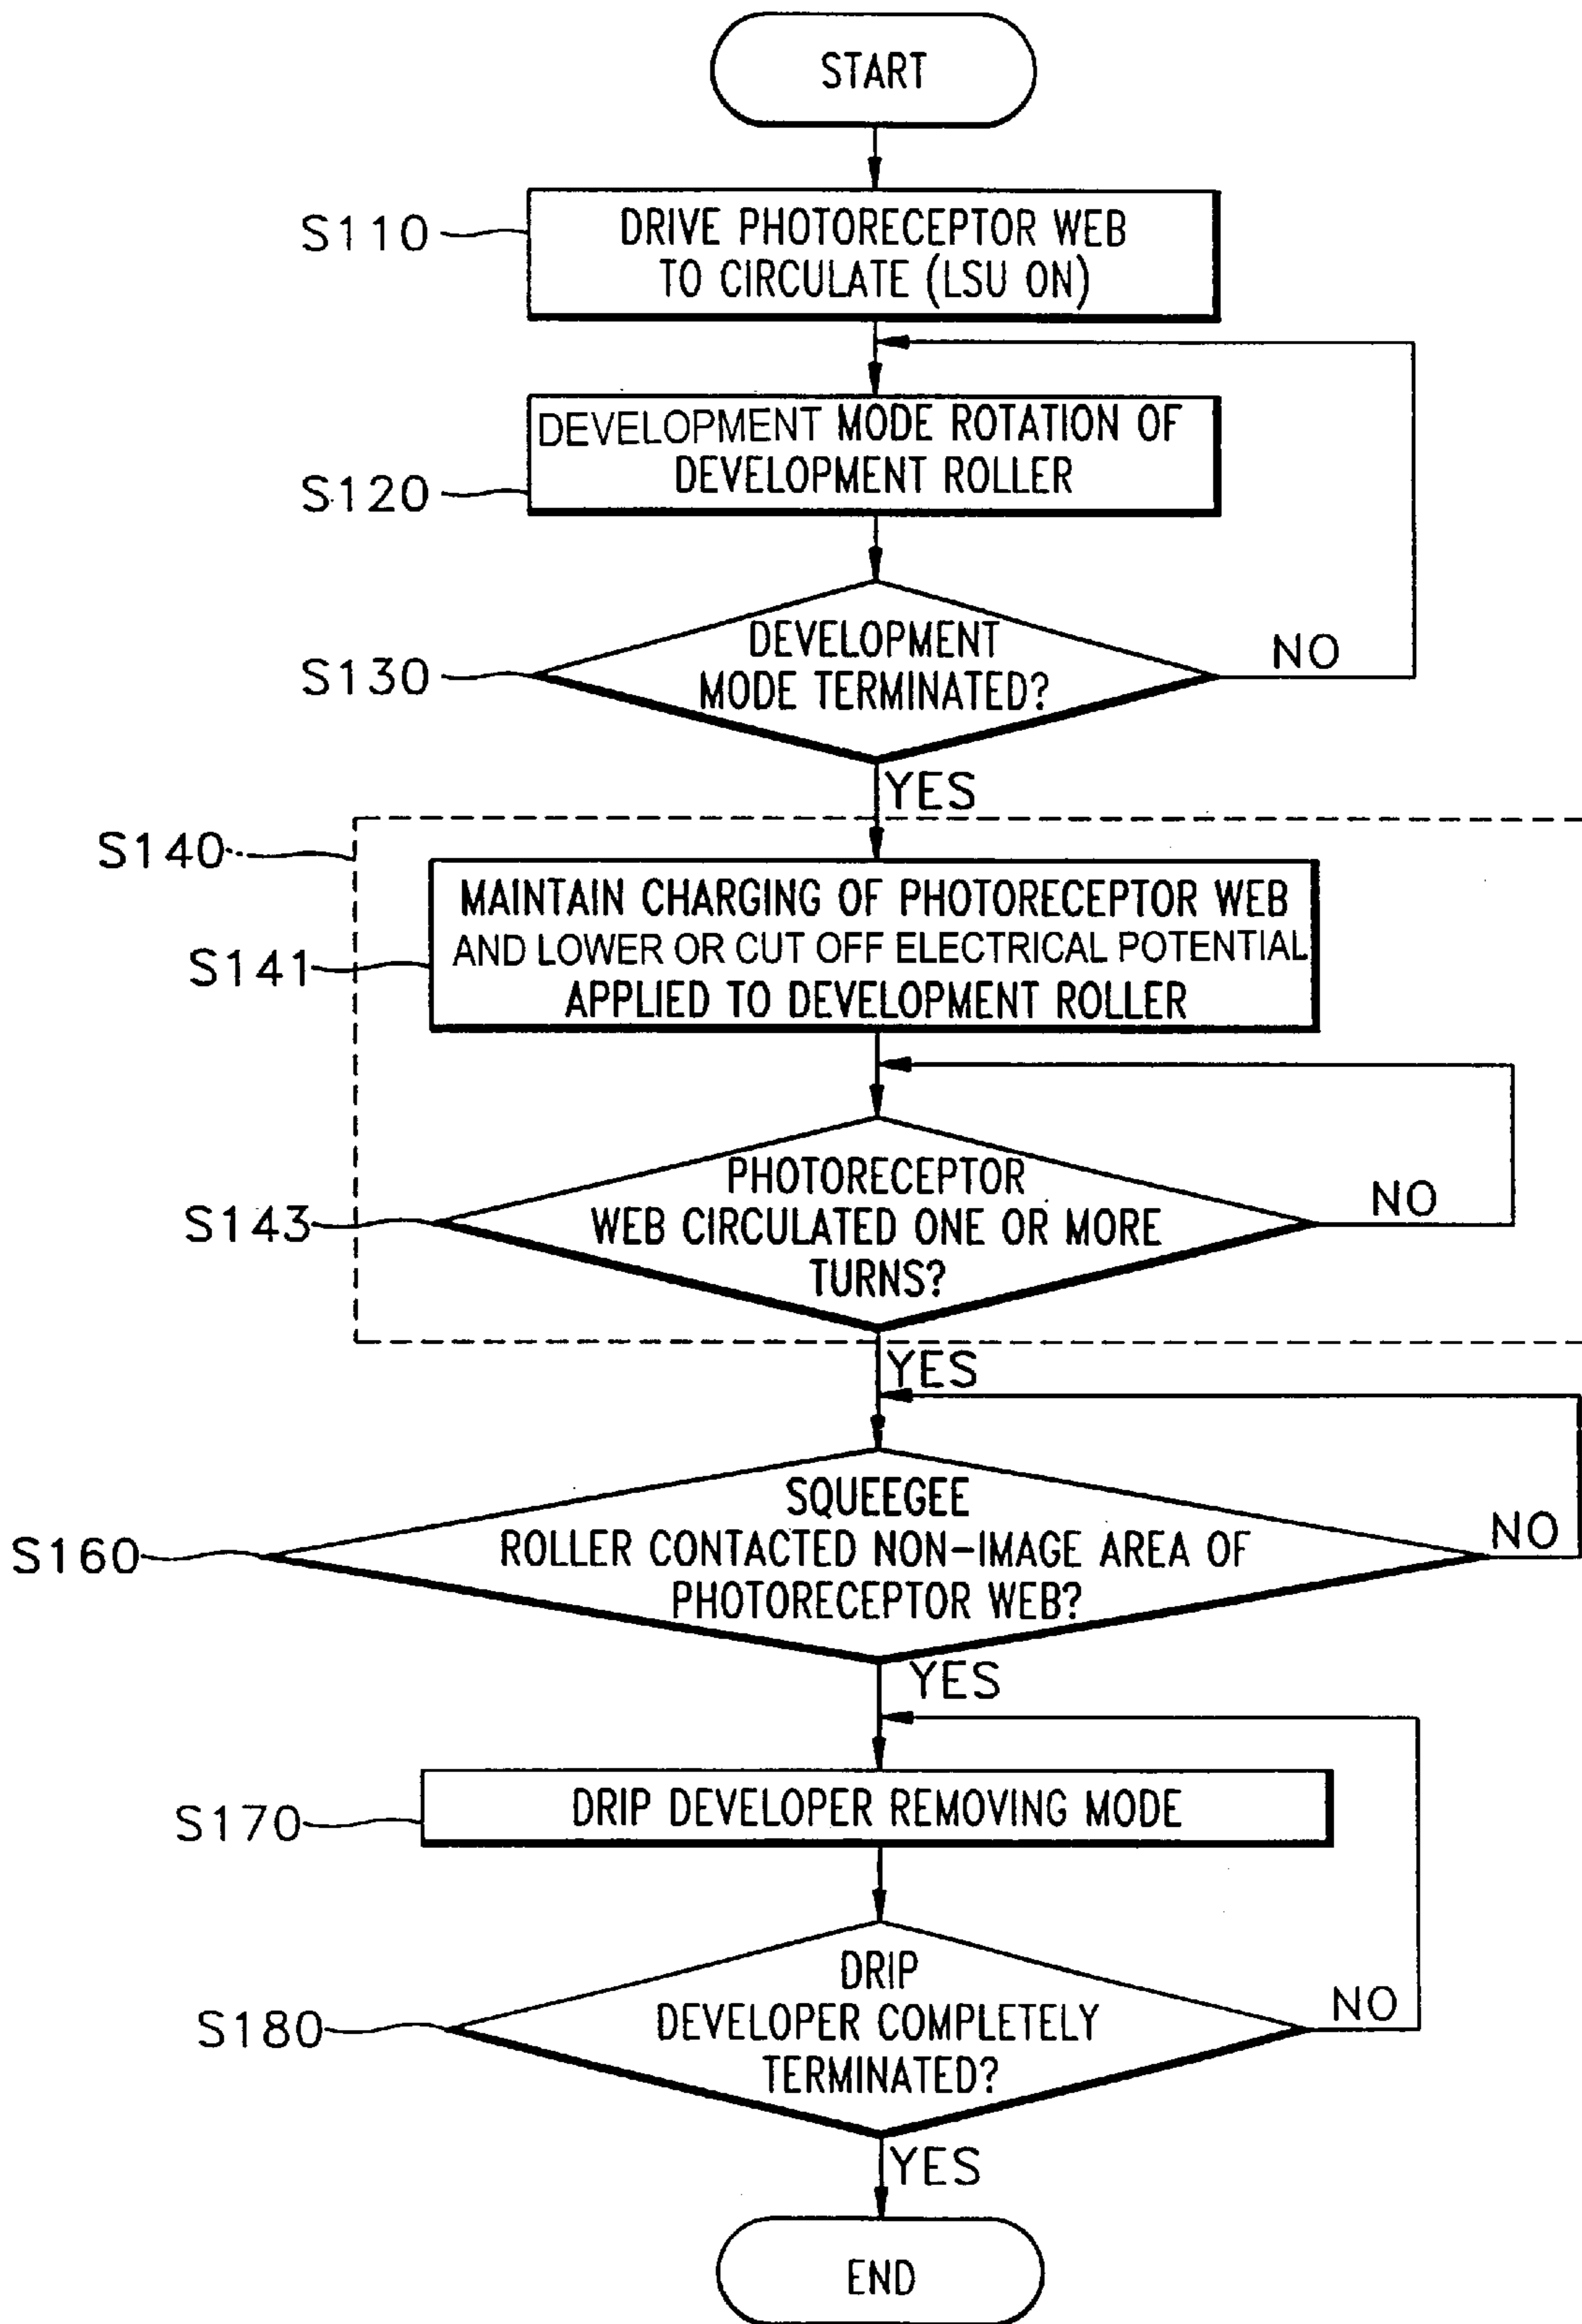 START
S110
DRIVE PHOTORECEPTOR WEB
TO CIRCULATE (LSU ON)
S120
DEVELOPMENT MODE ROTATION OF
DEVELOPMENT ROLLER
S130
DEVELOPMENT
MODE TERMINATED?
NO
YES
S140
S141
MAINTAIN CHARGING OF PHOTORECEPTOR WEB
AND LOWER OR CUT OFF ELECTRICAL POTENTIAL
APPLIED TO DEVELOPMENT ROLLER
S143
PHOTORECEPTOR
WEB CIRCULATED ONE OR MORE
TURNS?
NO
YES
S160
SQUEEGEE
ROLLER CONTACTED NON-IMAGE AREA OF
PHOTORECEPTOR WEB?
NO
YES
S170
DRIP DEVELOPER REMOVING MODE
S180
DRIP
DEVELOPER COMPLETELY
TERMINATED?
NO
YES
END